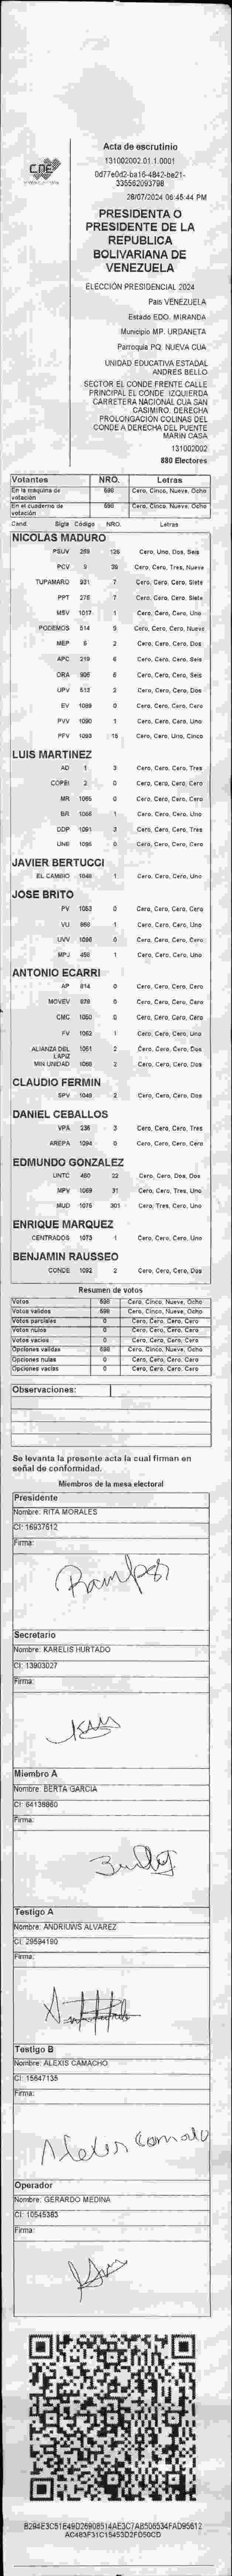 CNE
Acta de escrutinio
131002002.01.1.0001
0d77e0d2-ba16-4842-be21-
335562093798
28/07/2024 06:45:44 PM
PRESIDENTA O
PRESIDENTE DE LA
REPUBLICA
BOLIVARIANA DE
VENEZUELA
ELECCIÓN PRESIDENCIAL 2024
Pais VENEZUELA
Estado EDO. MIRANDA
Municipio MP. URDANETA
Parroquia PQ. NUEVA CUA
UNIDAD EDUCATIVA ESTADAL
ANDRES BELLO
SECTOR EL CONDE FRENTE CALLE
PRINCIPAL EL CONDE. IZQUIERDA
CARRETERA NACIONAL CUA SAN
CASIMIRO. DERECHA
PROLONGACIÓN COLINAS DEL
CONDE A DERECHA DEL PUENTE
MARIN CASA
131002002
880 Electores
Votantes NRO. Letras
En la máquina de votación 598 Cero, Cinco, Nueve, Ocho
En el cuaderno de votación 598 Cero, Cinco, Nueve, Ocho
Cand. Sigla Código NRO. Letras
NICOLAS MADURO
PSUV 289 126 Cero, Uno, Dos, Seis
PCV 9 39 Cero, Cero, Tres, Nueve
TUPAMARO 931 7 Cero, Cero, Cero, Siete
PPT 275 7 Cero, Cero, Cero, Siete
MSV 1017 1 Cero, Cero, Cero, Uno
PODEMOS 514 9 Cero, Cero, Cero, Nueve
MEP 6 2 Cero, Cero, Cero, Dos
APC 219 6 Cero, Cero, Cero, Seis
ORA 905 6 Cero, Cero, Cero, Seis
UPV 513 2 Cero, Cero, Cero, Dos
EV 1089 0 Cero, Cero, Cero, Cero
PVV 1090 1 Cero, Cero, Cero, Uno
PFV 1093 15 Cero, Cero, Uno, Cinco
LUIS MARTINEZ
AD 1 3 Cero, Cero, Cero, Tres
COPEI 2 0 Cero, Cero, Cero, Cero
MR 1065 0 Cero, Cero, Cero, Cero
BR 1066 1 Cero, Cero, Cero, Uno
DDP 1091 3 Cero, Cero, Cero, Tres
UNE 1095 0 Cero, Cero, Cero, Cero
JAVIER BERTUCCI
EL CAMBIO 1048 1 Cero, Cero, Cero, Uno
JOSE BRITO
PV 1053 0 Cero, Cero, Cero, Cero
VU 868 1 Cero, Cero, Cero, Uno
UVV 1096 0 Cero, Cero, Cero, Cero
MPJ 458 1 Cero, Cero, Cero, Uno
ANTONIO ECARRI
AP 814 0 Cero, Cero, Cero, Cero
MOVEV 978 0 Cero, Cero, Cero, Cero
CMC 1050 0 Cero, Cero, Cero, Cero
FV 1052 1 Cero, Cero, Cero, Uno
ALIANZA DEL LAPIZ 1051 2 Cero, Cero, Cero, Dos
MIN UNIDAD 1068 2 Cero, Cero, Cero, Dos
CLAUDIO FERMIN
SPV 1049 2 Cero, Cero, Cero, Dos
DANIEL CEBALLOS
VPA 236 3 Cero, Cero, Cero, Tres
AREPA 1094 0 Cero, Cero, Cero, Cero
EDMUNDO GONZALEZ
UNTC 460 22 Cero, Cero, Dos, Dos
MPV 1069 31 Cero, Cero, Tres, Uno
MUD 1075 301 Cero, Tres, Cero, Uno
ENRIQUE MARQUEZ
CENTRADOS 1073 1 Cero, Cero, Cero, Uno
BENJAMIN RAUSSEO
CONDE 1092 2 Cero, Cero, Cero, Dos
Resumen de votos
Votos 598 Cero, Cinco, Nueve, Ocho
Votos validos 598 Cero, Cinco, Nueve, Ocho
Votos parciales 0 Cero, Cero, Cero, Cero
Votos nulos 0 Cero, Cero, Cero, Cero
Votos vacios 0 Cero, Cero, Cero, Cero
Opciones validas 598 Cero, Cinco, Nueve, Ocho
Opciones nulas 0 Cero, Cero, Cero, Cero
Opciones vacias 0 Cero, Cero, Cero, Cero
Observaciones:
Se levanta la presente acta la cual firman en
señal de conformidad.
Miembros de la mesa electoral
Presidente
Nombre: RITA MORALES
CI: 16937612
Firma:
Secretario
Nombre: KARELIS HURTADO
CI: 13903027
Firma:
Miembro A
Nombre: BERTA GARCIA
CI: 64138860
Firma:
Testigo A
Nombre: ANDRIUWS ALVAREZ
CI: 29594190
Firma:
Testigo B
Nombre: ALEXIS CAMACHO
CI: 15847135
Firma:
Operador
Nombre: GERARDO MEDINA
CI: 10545383
Firma:
B294E3C51E49D26908514AE3C7AB506534FAD95612
AC483F31C15453D2FD50CD